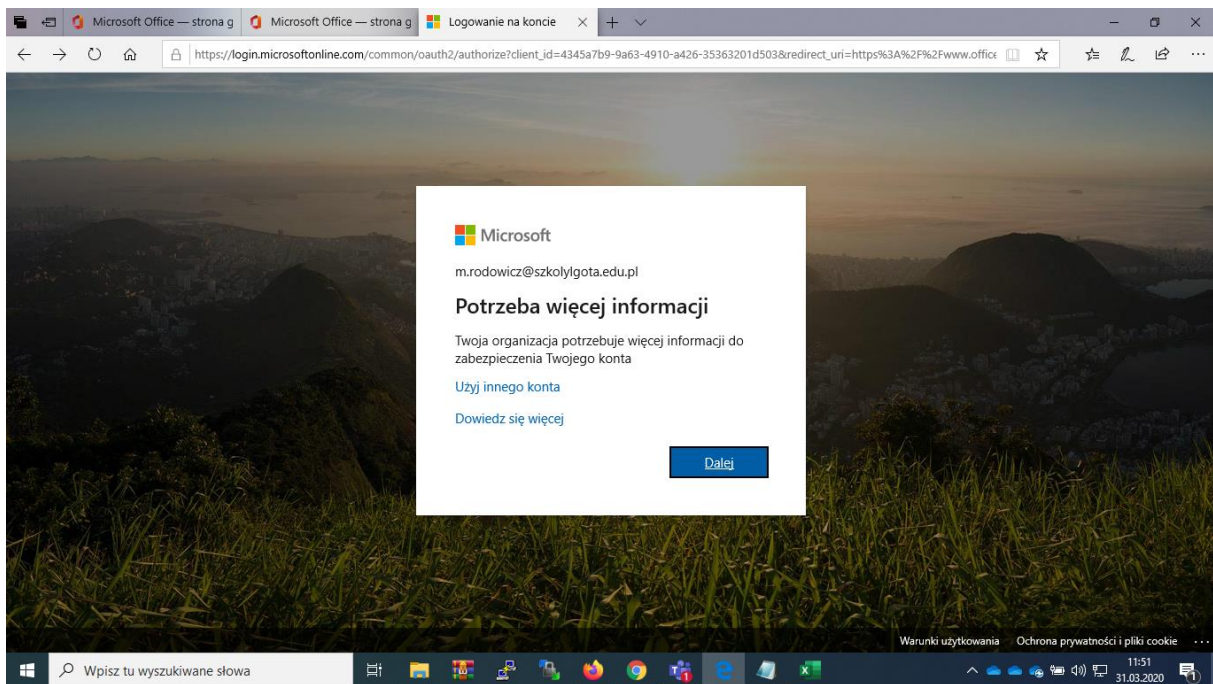 Microsoft Office — strona g
Microsoft Office — strona g
Logowanie na koncie
https://login.microsoftonline.com/common/oauth2/authorize?client_id=4345a7b9-9a63-4910-a426-35363201d503&redirect_uri=https%3A%2F%2Fwww.office
Microsoft
m.rodowicz@szkolylgota.edu.pl
Potrzeba więcej informacji
Twoja organizacja potrzebuje więcej informacji do
zabezpieczenia Twojego konta
Użyj innego konta
Dowiedz się więcej
Dalej
Warunki użytkowania Ochrona prywatności i pliki cookie ...
Wpisz tu wyszukiwane słowa
11:51
31.03.2020